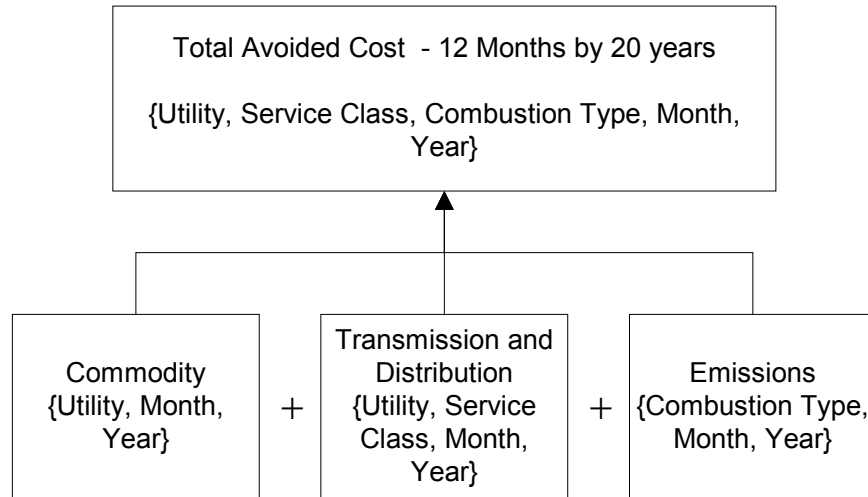 Total Avoided Cost - 12 Months by 20 years
{Utility, Service Class, Combustion Type, Month,
Year}
Commodity
{Utility, Month,
Year}
+
Transmission and
Distribution
{Utility, Service
Class, Month,
Year}
+
Emissions
{Combustion Type,
Month, Year}